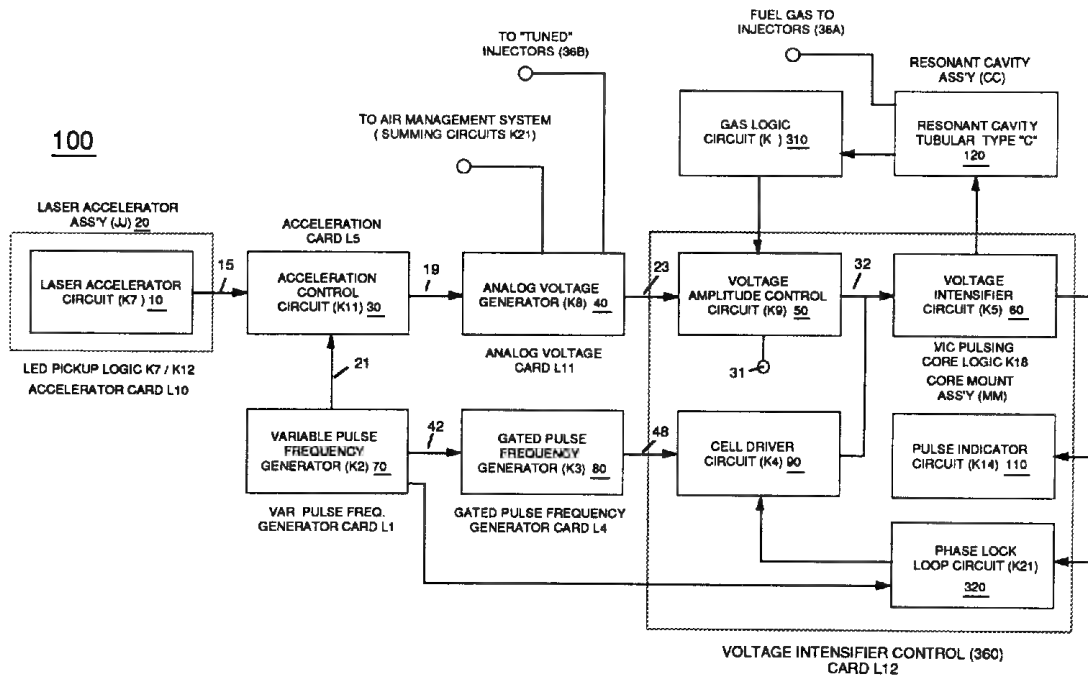 FUEL GAS TO
INJECTORS (36A)
TO "TUNED"
INJECTORS (36B)
RESONANT CAVITY
ASS'Y (CC)
TO AIR MANAGEMENT SYSTEM
( SUMMING CIRCUITS K21)
GAS LOGIC
CIRCUIT (K ) 310
RESONANT CAVITY
TUBULAR TYPE "C"
120
100
LASER ACCELERATOR
ASS'Y (JJ) 20
ACCELERATION
CARD L5
LASER ACCELERATOR
CIRCUIT (K7 ) 10
15
ACCELERATION
CONTROL
CIRCUIT (K11) 30
19
ANALOG VOLTAGE
GENERATOR (K8) 40
23
VOLTAGE
AMPLITUDE CONTROL
CIRCUIT (K9) 50
32
VOLTAGE
INTENSIFIER
CIRCUIT (K5) 60
LED PICKUP LOGIC K7 / K12
ACCELERATOR CARD L10
21
ANALOG VOLTAGE
CARD L11
31
VIC PULSING
CORE LOGIC K18
CORE MOUNT
ASS'Y (MM)
VARIABLE PULSE
FREQUENCY
GENERATOR (K2) 70
42
GATED PULSE
FREQUENCY
GENERATOR (K3) 80
48
CELL DRIVER
CIRCUIT (K4) 90
PULSE INDICATOR
CIRCUIT (K14) 110
VAR PULSE FREQ.
GENERATOR CARD L1
GATED PULSE FREQUENCY
GENERATOR CARD L4
PHASE LOCK
LOOP CIRCUIT (K21)
320
VOLTAGE INTENSIFIER CONTROL (360)
CARD L12